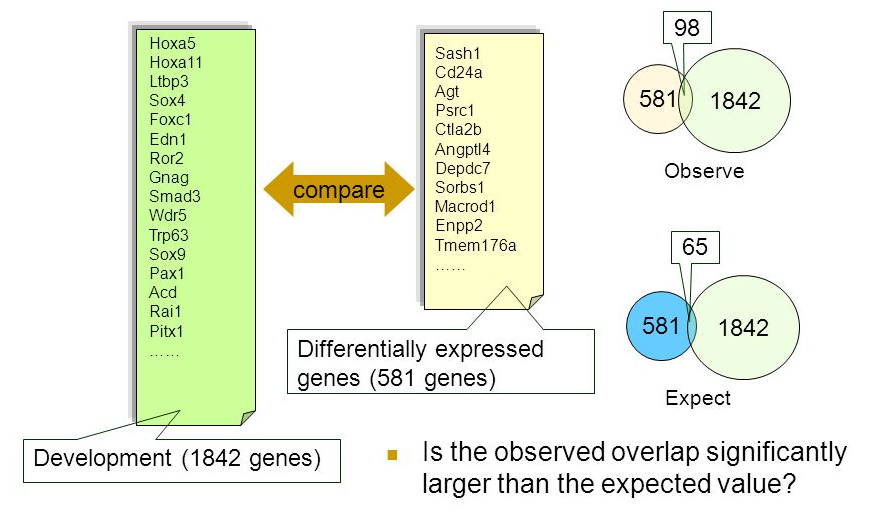 Hoxa5
Hoxa11
Ltbp3
Sox4
Foxc1
Edn1
Ror2
Gnag
Smad3
Wdr5
Trp63
Sox9
Pax1
Acd
Rai1
Pitx1
……
Development (1842 genes)
compare
Sash1
Cd24a
Agt
Psrc1
Ctla2b
Angptl4
Depdc7
Sorbs1
Macrod1
Enpp2
Tmem176a
……
Differentially expressed
genes (581 genes)
98
581
1842
Observe
65
581
1842
Expect
Is the observed overlap significantly
larger than the expected value?